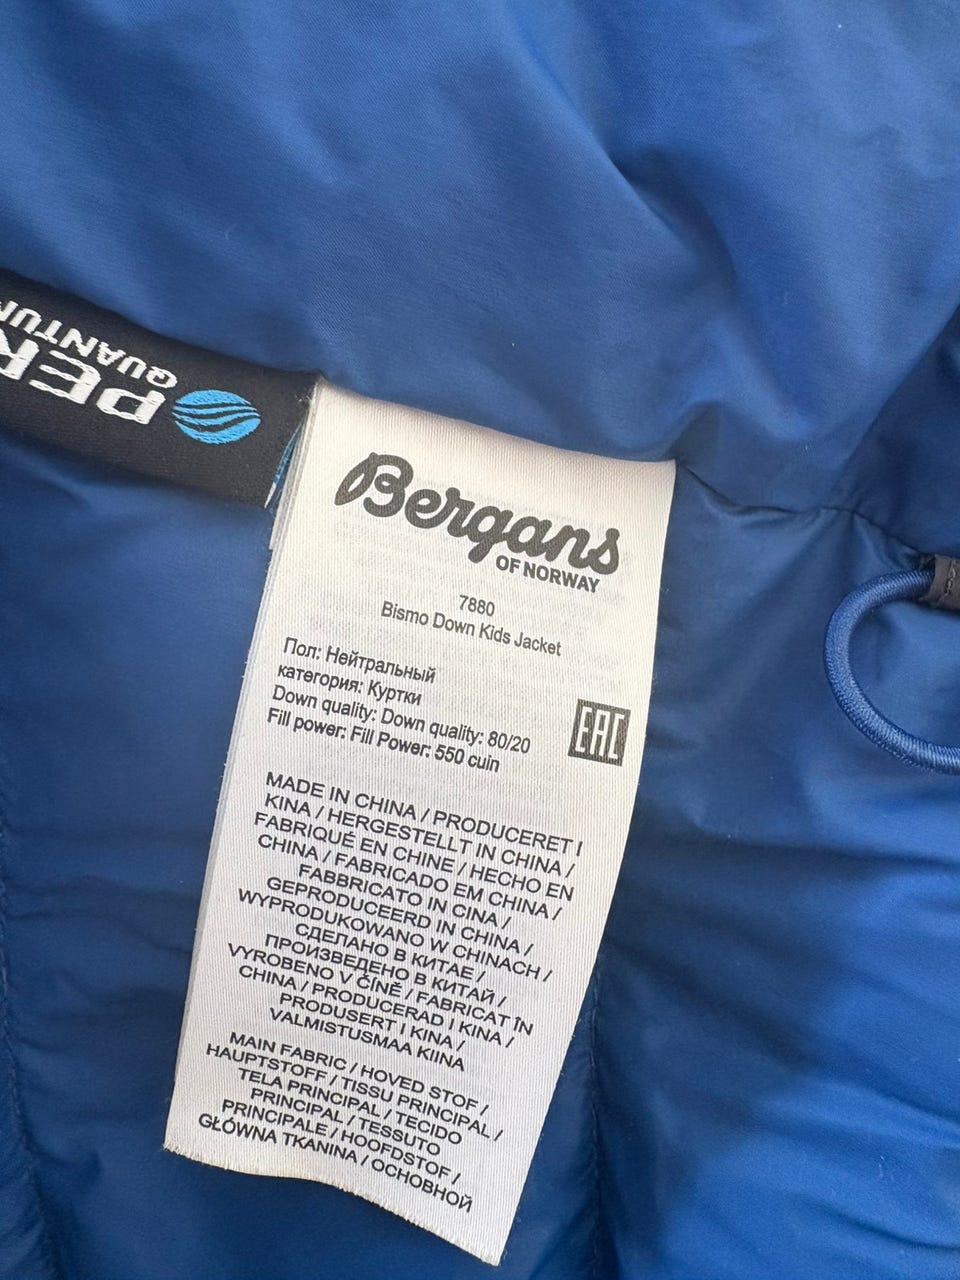 QUANTUM
Bergans
OF NORWAY
7880
Bismo Down Kids Jacket
Пол: Нейтральный
категория: Куртки
Down quality: Down quality: 80/20
Fill power: Fill Power: 550 cuin
EAC
MADE IN CHINA / PRODUCERET I
KINA / HERGESTELLT IN CHINA /
FABRIQUÉ EN CHINE / HECHO EN
CHINA / FABRICADO EM CHINA /
FABBRICATO IN CINA /
GEPRODUCEERD IN CHINA /
WYPRODUKOWANO W CHINACH /
СДЕЛАНО В КИТАЕ /
ПРОИЗВЕДЕНО В КИТАЙ /
VYROBENO V ČÍNĚ / FABRICAT ÎN
CHINA / PRODUCERAD I KINA /
PRODUSERT I KINA /
VALMISTUSMAA KIINA
MAIN FABRIC / HOVED STOF /
HAUPTSTOFF / TISSU PRINCIPAL /
TELA PRINCIPAL / TECIDO
PRINCIPAL / TESSUTO
PRINCIPALE / HOOFDSTOF /
GŁÓWNA TKANINA / ОСНОВНОЙ